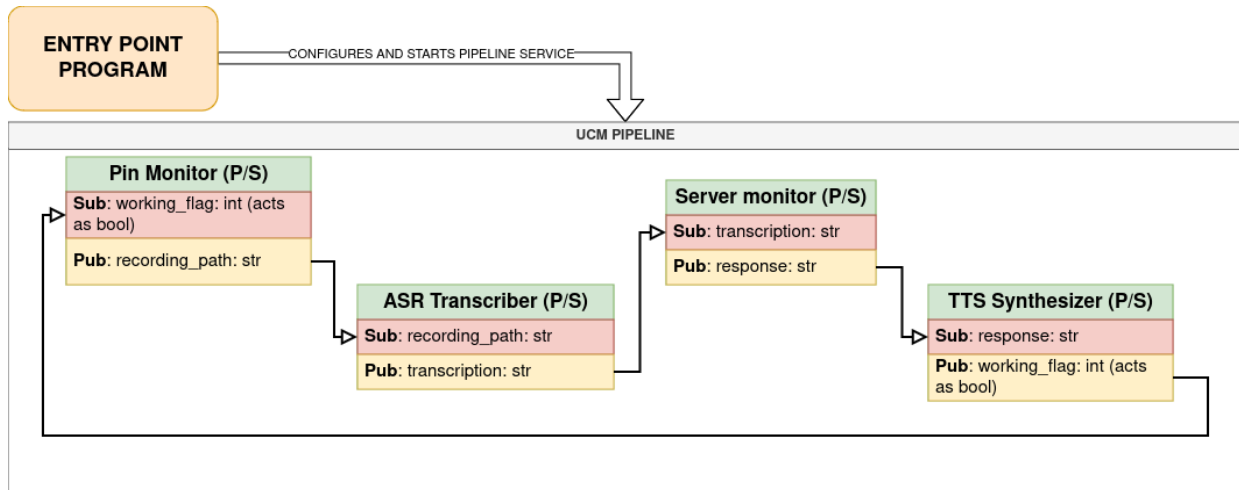 ENTRY POINT
PROGRAM
CONFIGURES AND STARTS PIPELINE SERVICE
UCM PIPELINE
Pin Monitor (P/S)
Sub: working_flag: int (acts
as bool)
Pub: recording_path: str
ASR Transcriber (P/S)
Sub: recording_path: str
Pub: transcription: str
Server monitor (P/S)
Sub: transcription: str
Pub: response: str
TTS Synthesizer (P/S)
Sub: response: str
Pub: working_flag: int (acts
as bool)